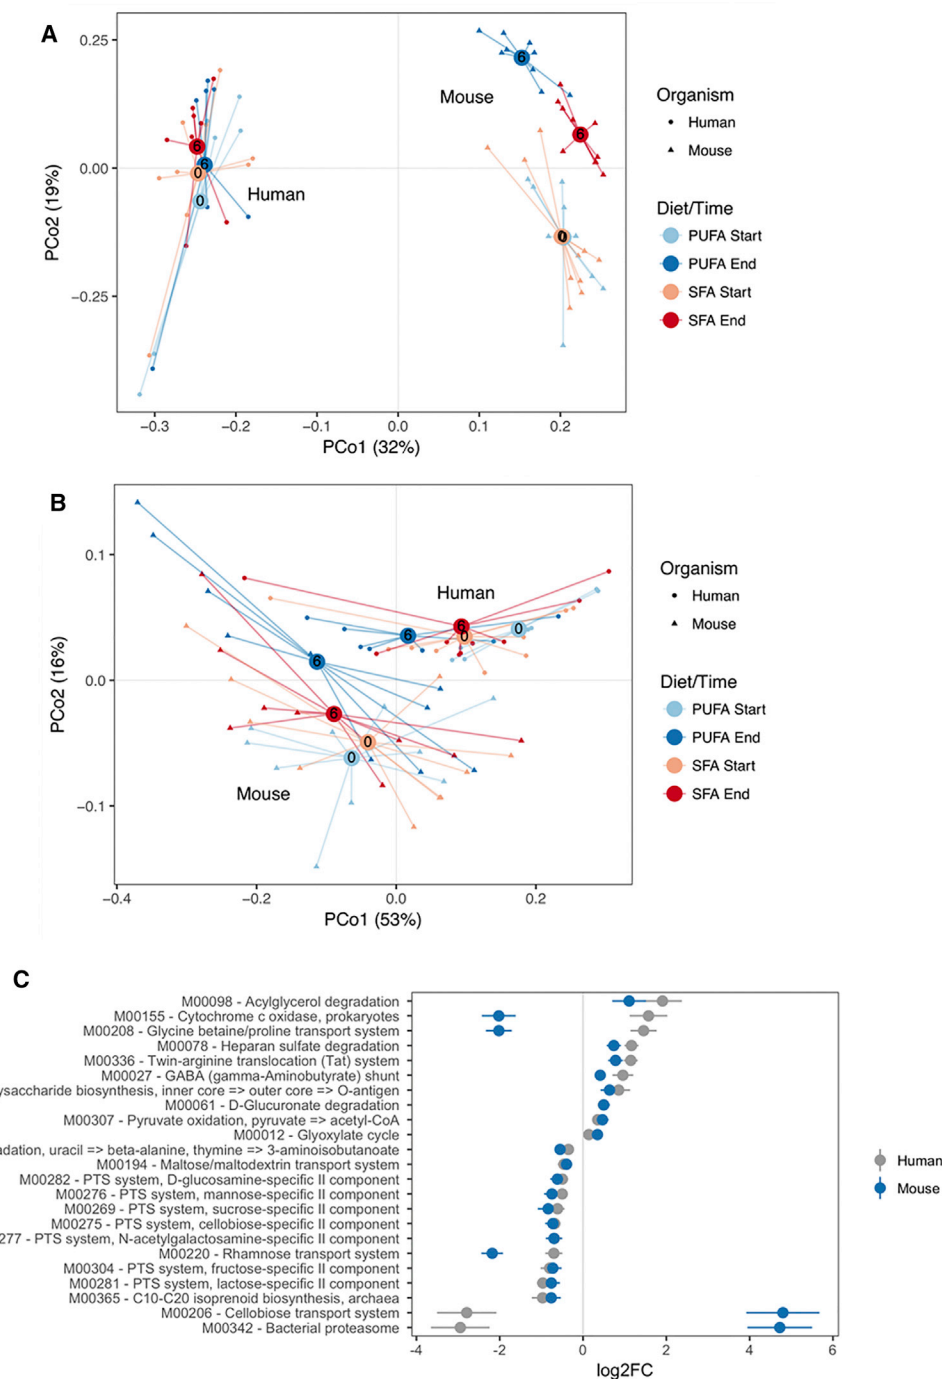 A
0.25
0.00
−0.25
PCo2 (19%)
6
Mouse
6
6
6
0
0
Human
0
−0.3
−0.2
−0.1
0.0
0.1
0.2
PCo1 (32%)
Organism
Human
Mouse
Diet/Time
PUFA Start
PUFA End
SFA Start
SFA End
B
0.1
0.0
−0.1
PCo2 (16%)
Human
6
0
6
0
6
6
0
0
Mouse
−0.4
−0.2
0.0
0.2
PCo1 (53%)
Organism
Human
Mouse
Diet/Time
PUFA Start
PUFA End
SFA Start
SFA End
C
M00098 - Acylglycerol degradation
M00155 - Cytochrome c oxidase, prokaryotes
M00208 - Glycine betaine/proline transport system
M00078 - Heparan sulfate degradation
M00336 - Twin-arginine translocation (Tat) system
M00027 - GABA (gamma-Aminobutyrate) shunt
ysaccharide biosynthesis, inner core => outer core => O-antigen
M00061 - D-Glucuronate degradation
M00307 - Pyruvate oxidation, pyruvate => acetyl-CoA
M00012 - Glyoxylate cycle
adation, uracil => beta-alanine, thymine => 3-aminoisobutanoate
M00194 - Maltose/maltodextrin transport system
M00282 - PTS system, D-glucosamine-specific II component
M00276 - PTS system, mannose-specific II component
M00269 - PTS system, sucrose-specific II component
M00275 - PTS system, cellobiose-specific II component
277 - PTS system, N-acetylgalactosamine-specific II component
M00220 - Rhamnose transport system
M00304 - PTS system, fructose-specific II component
M00281 - PTS system, lactose-specific II component
M00365 - C10-C20 isoprenoid biosynthesis, archaea
M00206 - Cellobiose transport system
M00342 - Bacterial proteasome
-4
-2
0
2
4
6
log2FC
Human
Mouse